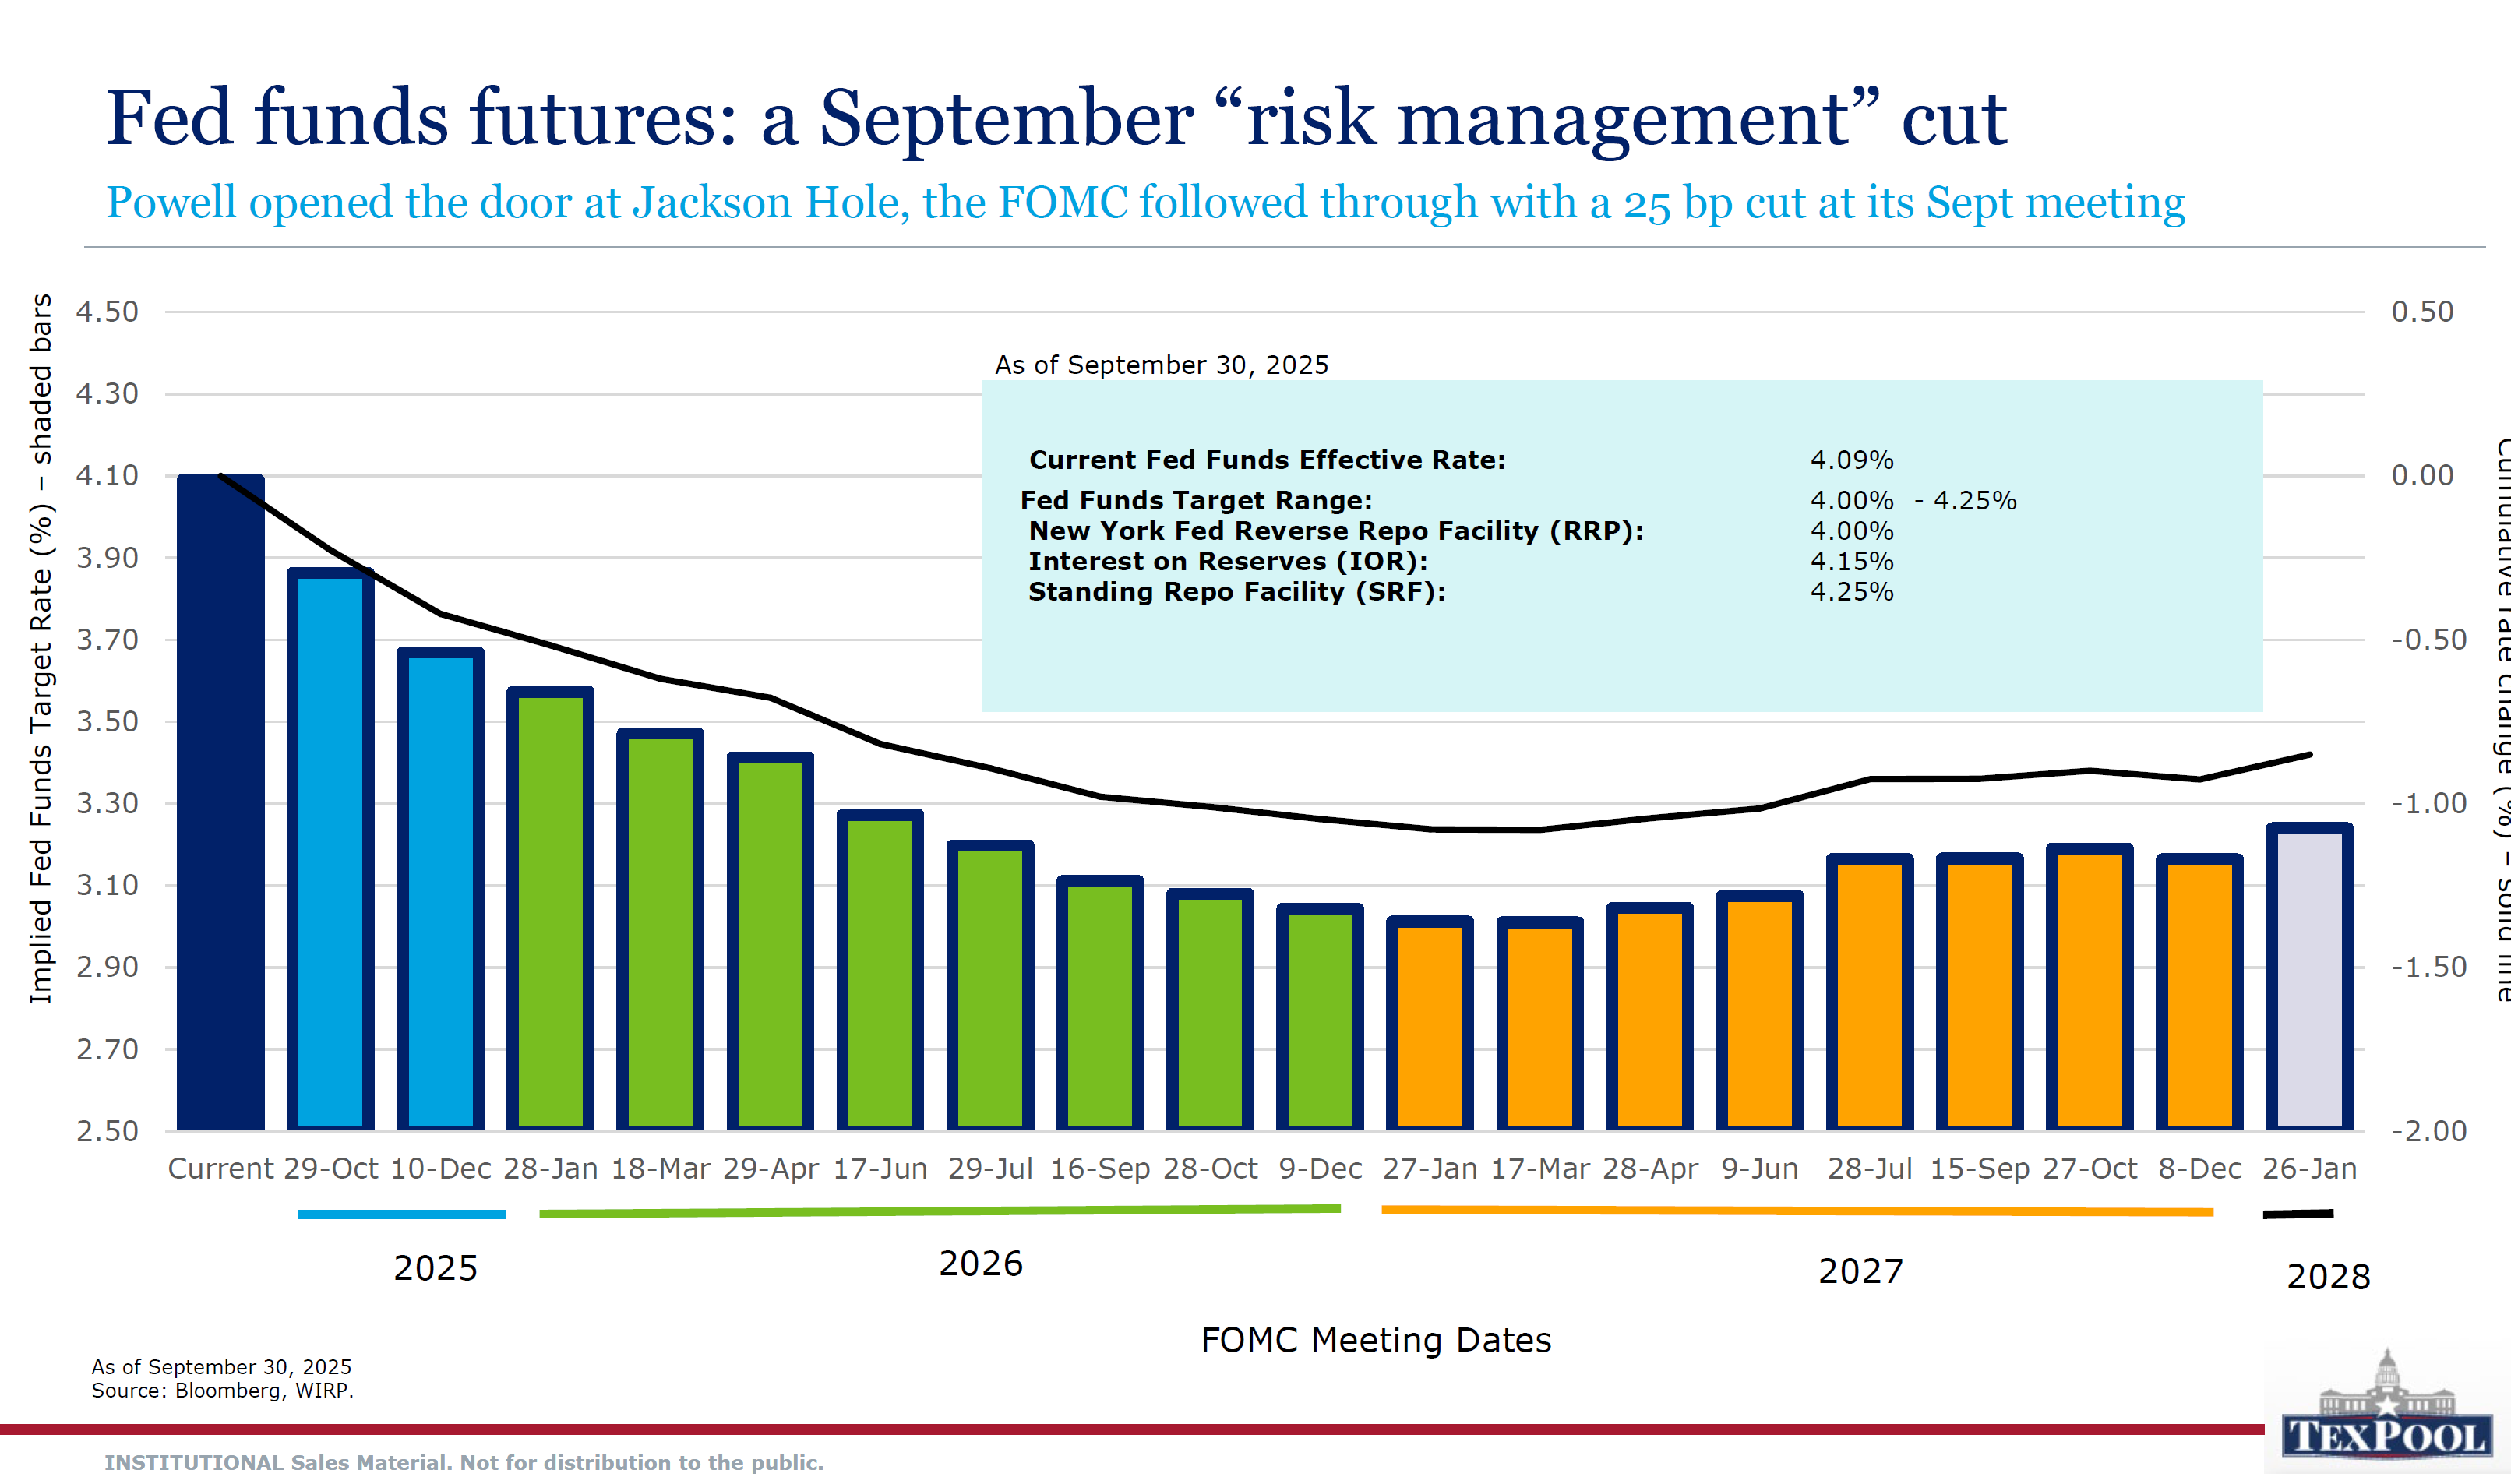 Fed funds futures: a September “risk management” cut
Powell opened the door at Jackson Hole, the FOMC followed through with a 25 bp cut at its Sept meeting
Implied Fed Funds Target Rate (%) – shaded bars
4.50
4.30
4.10
3.90
3.70
3.50
3.30
3.10
2.90
2.70
2.50
As of September 30, 2025
Current Fed Funds Effective Rate: 4.09%
Fed Funds Target Range: 4.00% - 4.25%
New York Fed Reverse Repo Facility (RRP): 4.00%
Interest on Reserves (IOR): 4.15%
Standing Repo Facility (SRF): 4.25%
0.50
0.00
-0.50
-1.00
-1.50
-2.00
Cumulative rate change (%) – solid line
Current 29-Oct 10-Dec 28-Jan 18-Mar 29-Apr 17-Jun 29-Jul 16-Sep 28-Oct 9-Dec 27-Jan 17-Mar 28-Apr 9-Jun 28-Jul 15-Sep 27-Oct 8-Dec 26-Jan
2025 2026 2027 2028
FOMC Meeting Dates
As of September 30, 2025
Source: Bloomberg, WIRP.
INSTITUTIONAL Sales Material. Not for distribution to the public.
TEXPOOL